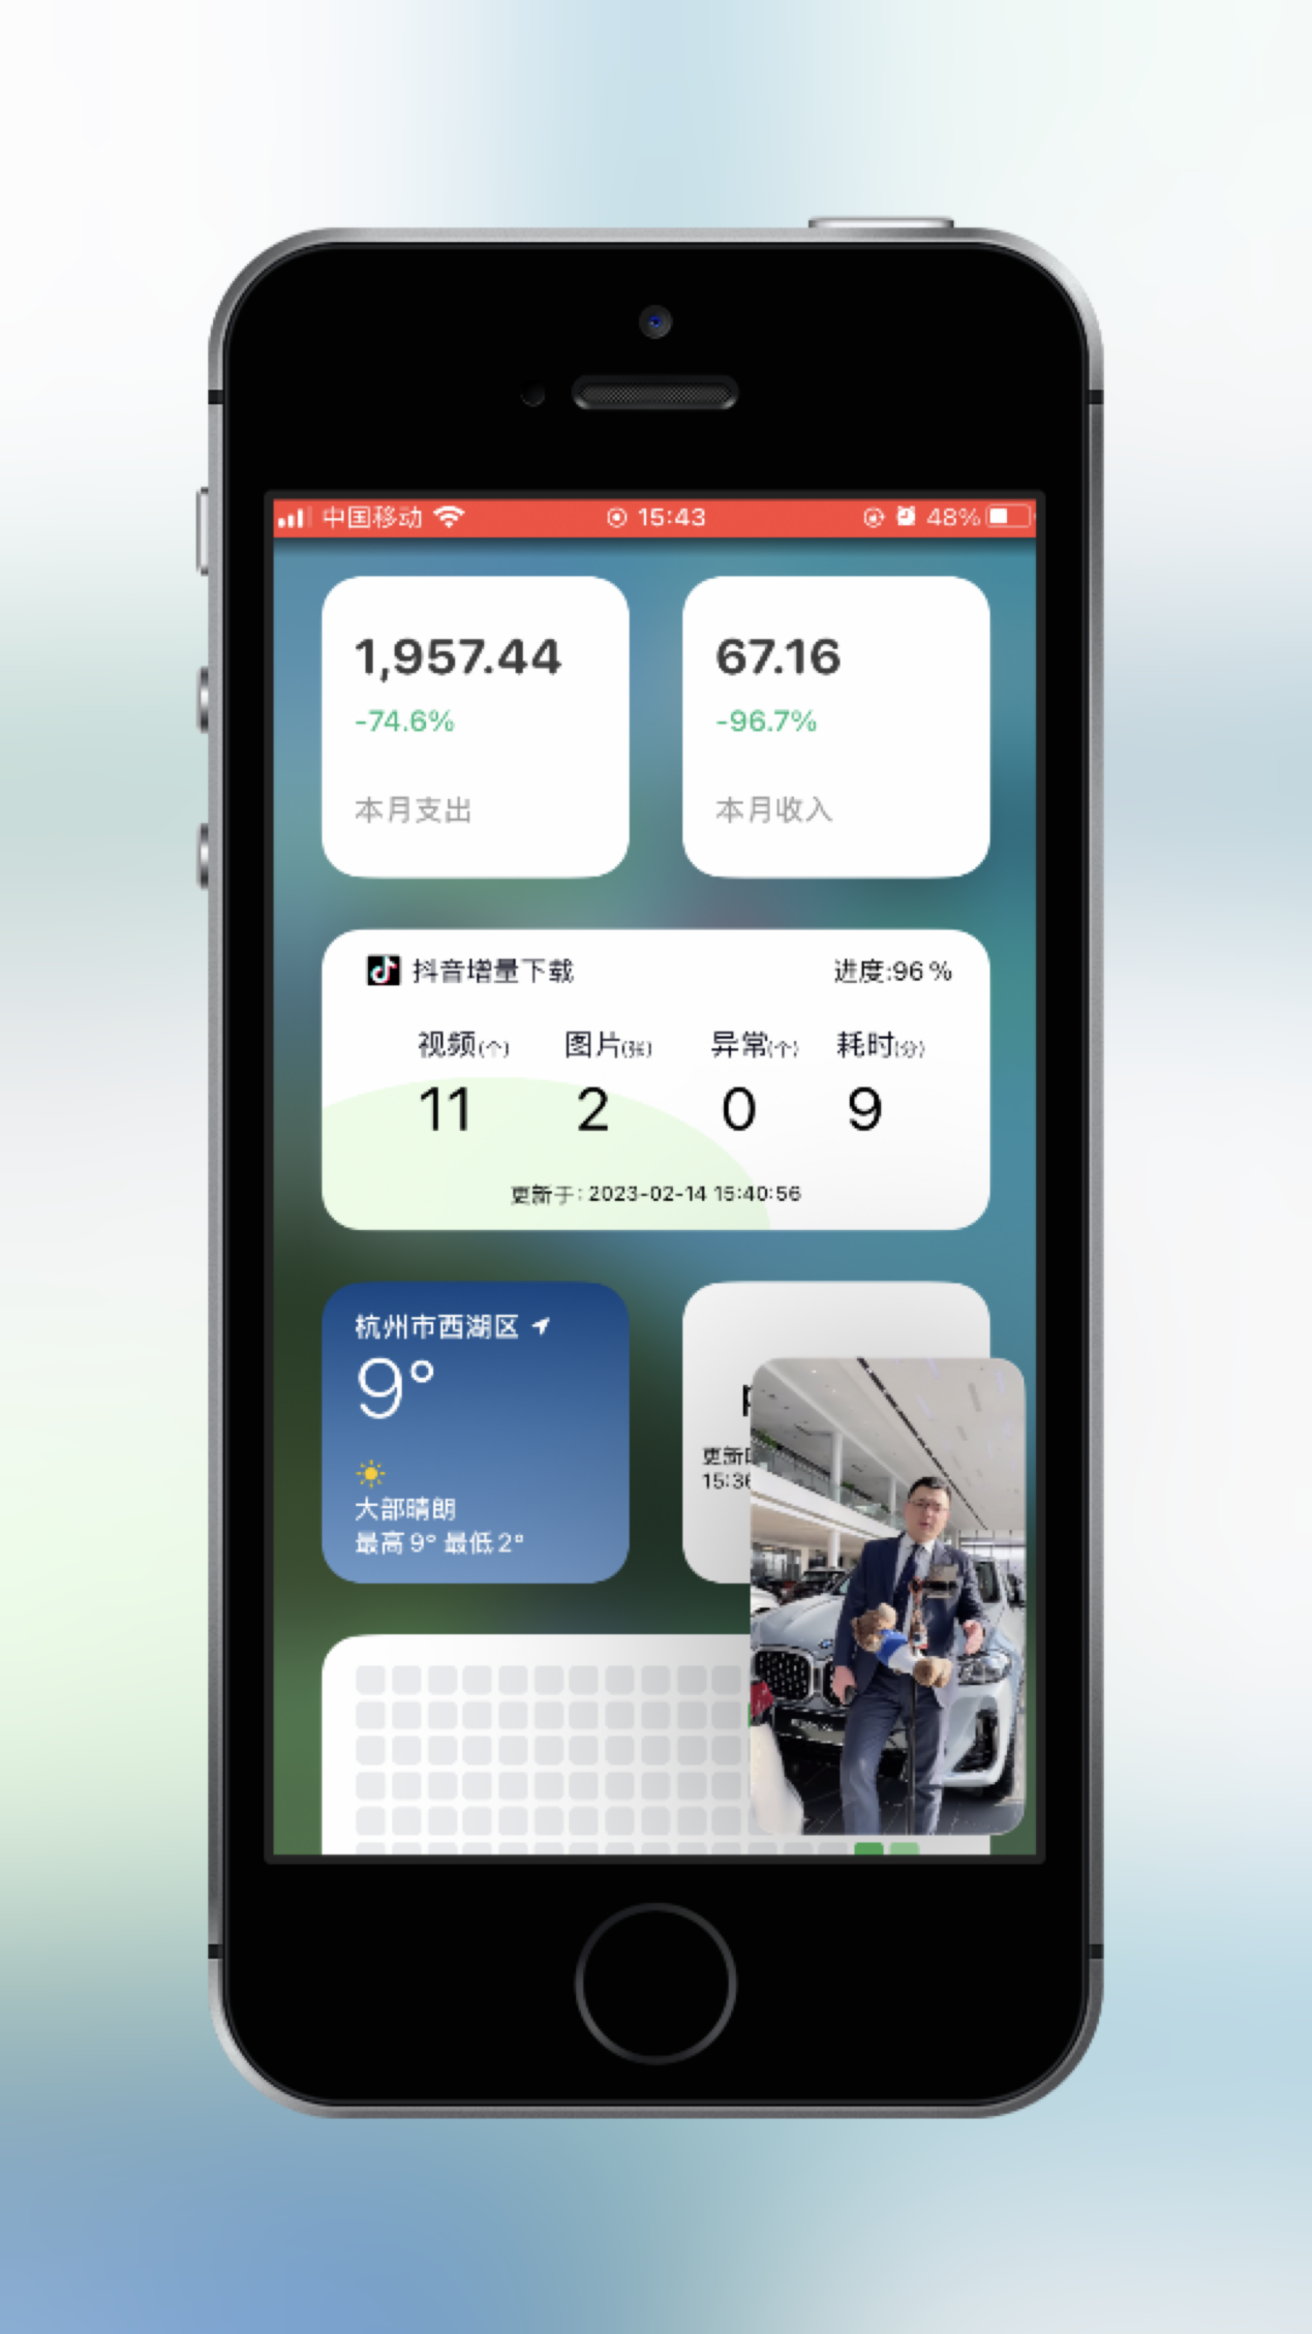 中国移动 15:43 48%
1,957.44
-74.6%
本月支出
67.16
-96.7%
本月收入
抖音增量下载 进度:96 %
视频(个) 图片(张) 异常(个) 耗时(分)
11 2 0 9
更新于: 2023-02-14 15:40:56
杭州市西湖区
9°
大部晴朗
最高 9° 最低 2°
更新
15:36